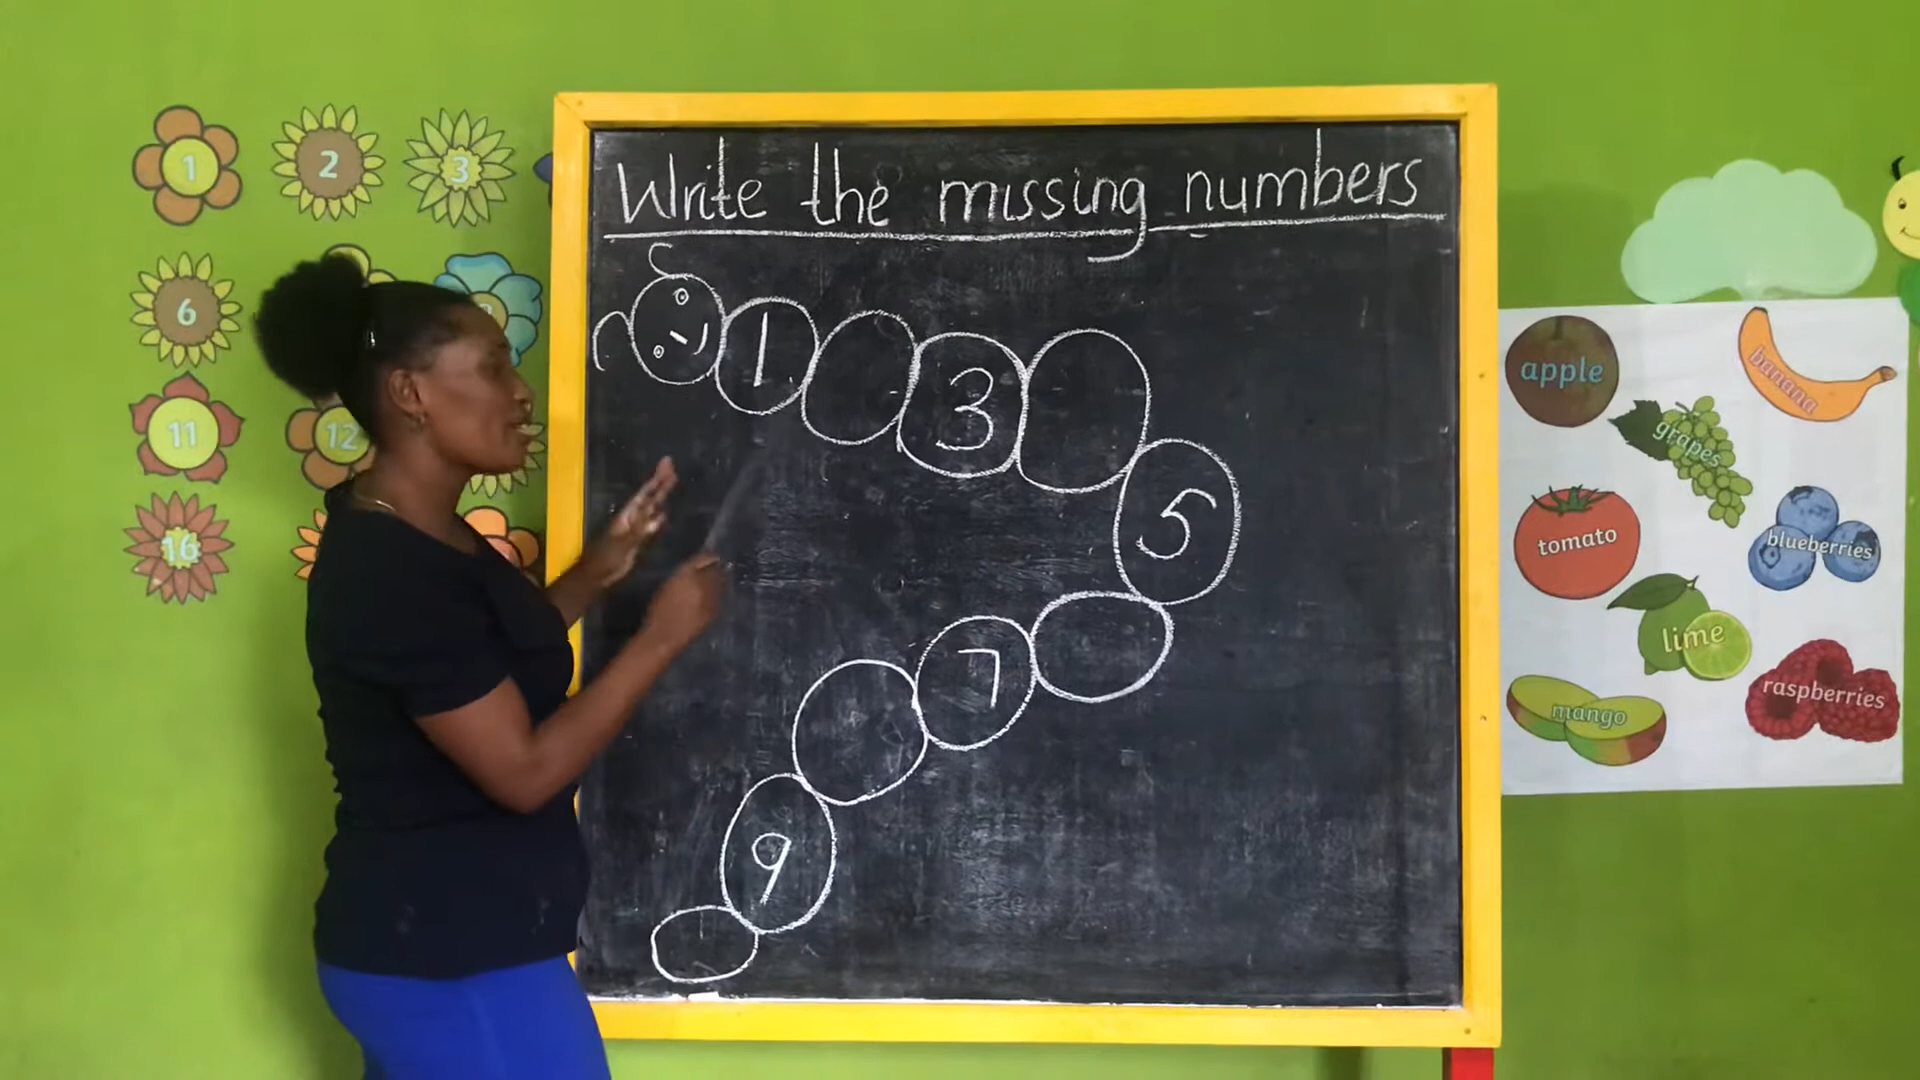 Write the missing numbers
1
3
5
7
9
1
2
3
6
11
12
16
apple
banana
grapes
tomato
blueberries
lime
mango
raspberries